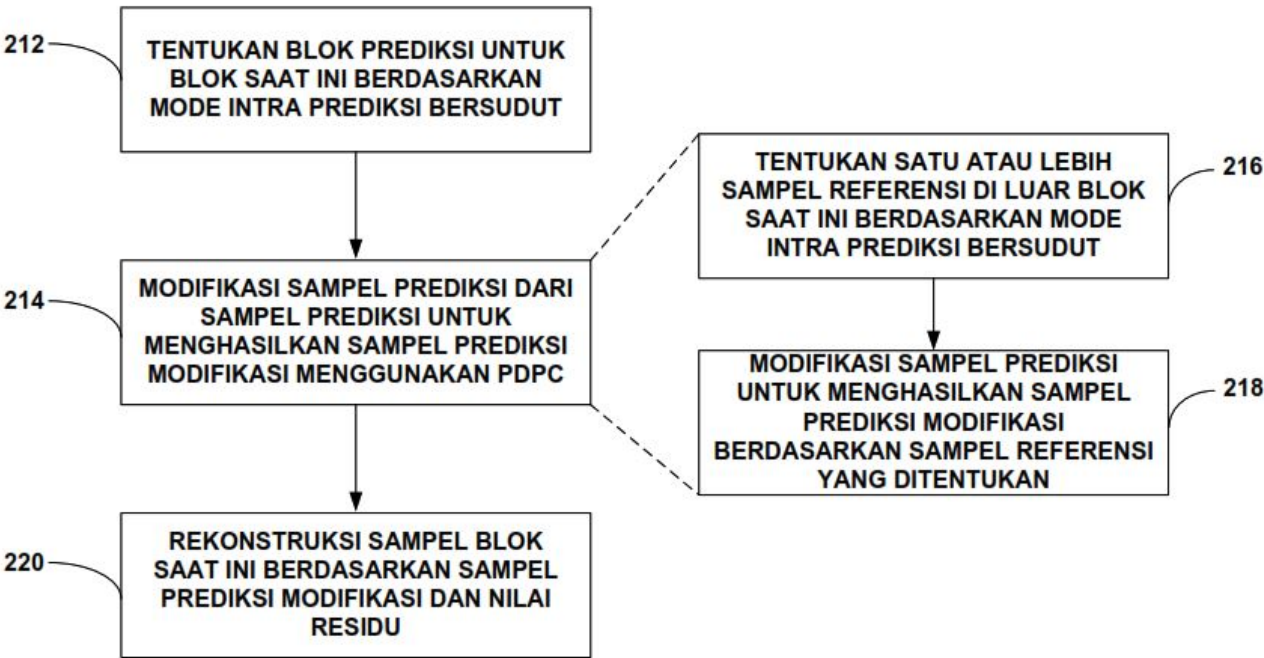 212
TENTUKAN BLOK PREDIKSI UNTUK
BLOK SAAT INI BERDASARKAN
MODE INTRA PREDIKSI BERSUDUT
214
MODIFIKASI SAMPEL PREDIKSI DARI
SAMPEL PREDIKSI UNTUK
MENGHASILKAN SAMPEL PREDIKSI
MODIFIKASI MENGGUNAKAN PDPC
216
TENTUKAN SATU ATAU LEBIH
SAMPEL REFERENSI DI LUAR BLOK
SAAT INI BERDASARKAN MODE
INTRA PREDIKSI BERSUDUT
218
MODIFIKASI SAMPEL PREDIKSI
UNTUK MENGHASILKAN SAMPEL
PREDIKSI MODIFIKASI
BERDASARKAN SAMPEL REFERENSI
YANG DITENTUKAN
220
REKONSTRUKSI SAMPEL BLOK
SAAT INI BERDASARKAN SAMPEL
PREDIKSI MODIFIKASI DAN NILAI
RESIDU